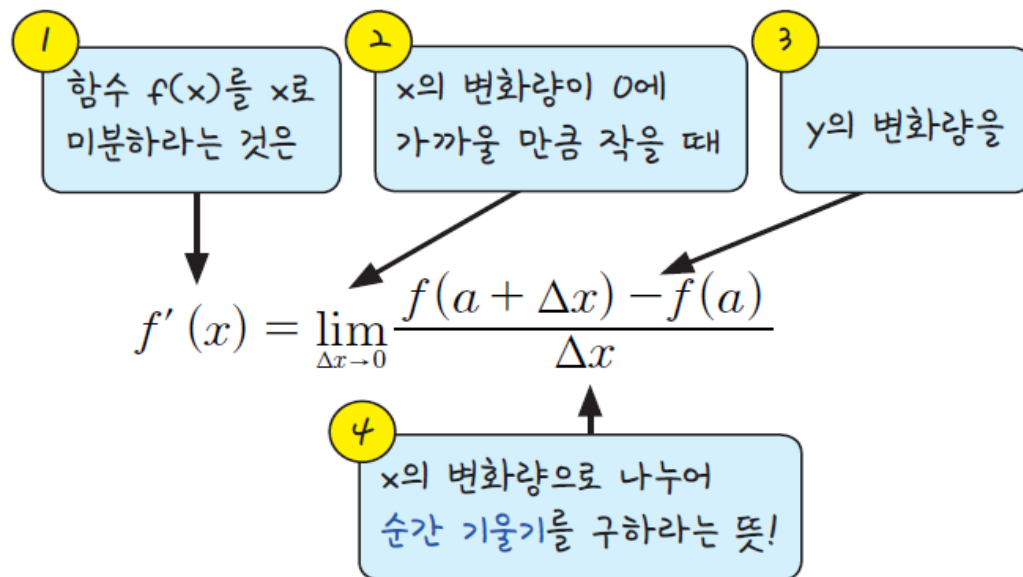 1
함수 f(x)를 x로
미분하라는 것은
2
x의 변화량이 0에
가까울 만큼 작을 때
3
y의 변화량을
f′(x) = lim Δx→0 f(a + Δx) − f(a) / Δx
4
x의 변화량으로 나누어
순간 기울기를 구하라는 뜻!